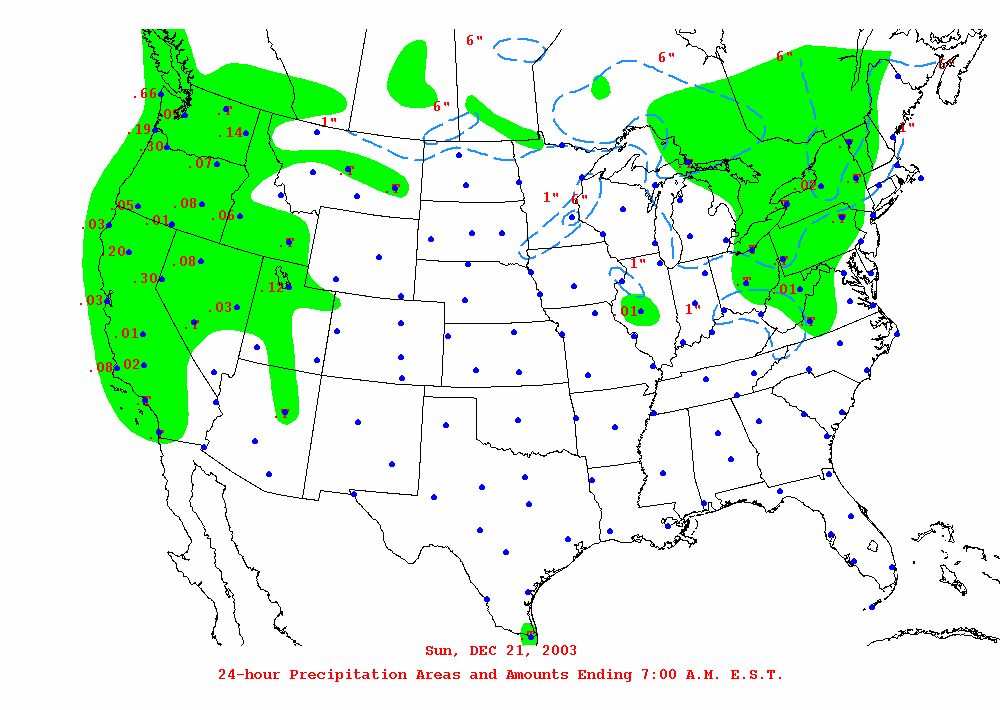 6"
6"
6"
6"
.66
6"
.05
.T
1"
.19
.14
1"
.30
.07
.T
.T
.02
.T
.05
.08
.06
1"
6"
.T
.T
.03
.01
.T
.T
.20
.08
1"
.T
.30
.12
.T
.01
.03
.03
.01
1"
.T
.T
.01
.08
.02
.T
.T
.T
.T
Sun, DEC 21, 2003
24-hour Precipitation Areas and Amounts Ending 7:00 A.M. E.S.T.